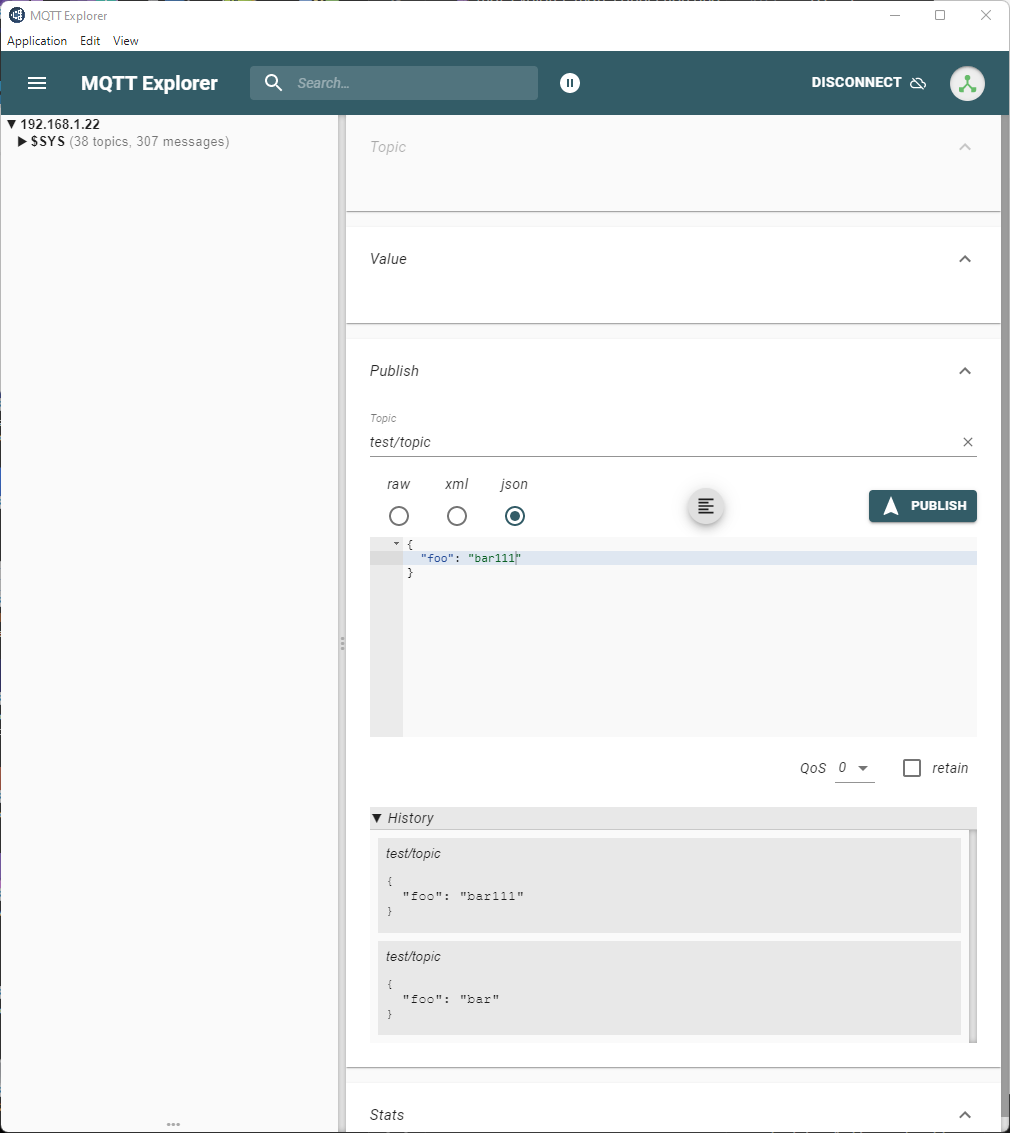 MQTT Explorer
Application Edit View
MQTT Explorer Search... DISCONNECT
192.168.1.22
$SYS (38 topics, 307 messages)
Topic
Value
Publish
Topic
test/topic
raw xml json
PUBLISH
{
"foo": "bar111"
}
QoS 0 retain
History
test/topic
{
"foo": "bar111"
}
test/topic
{
"foo": "bar"
}
Stats